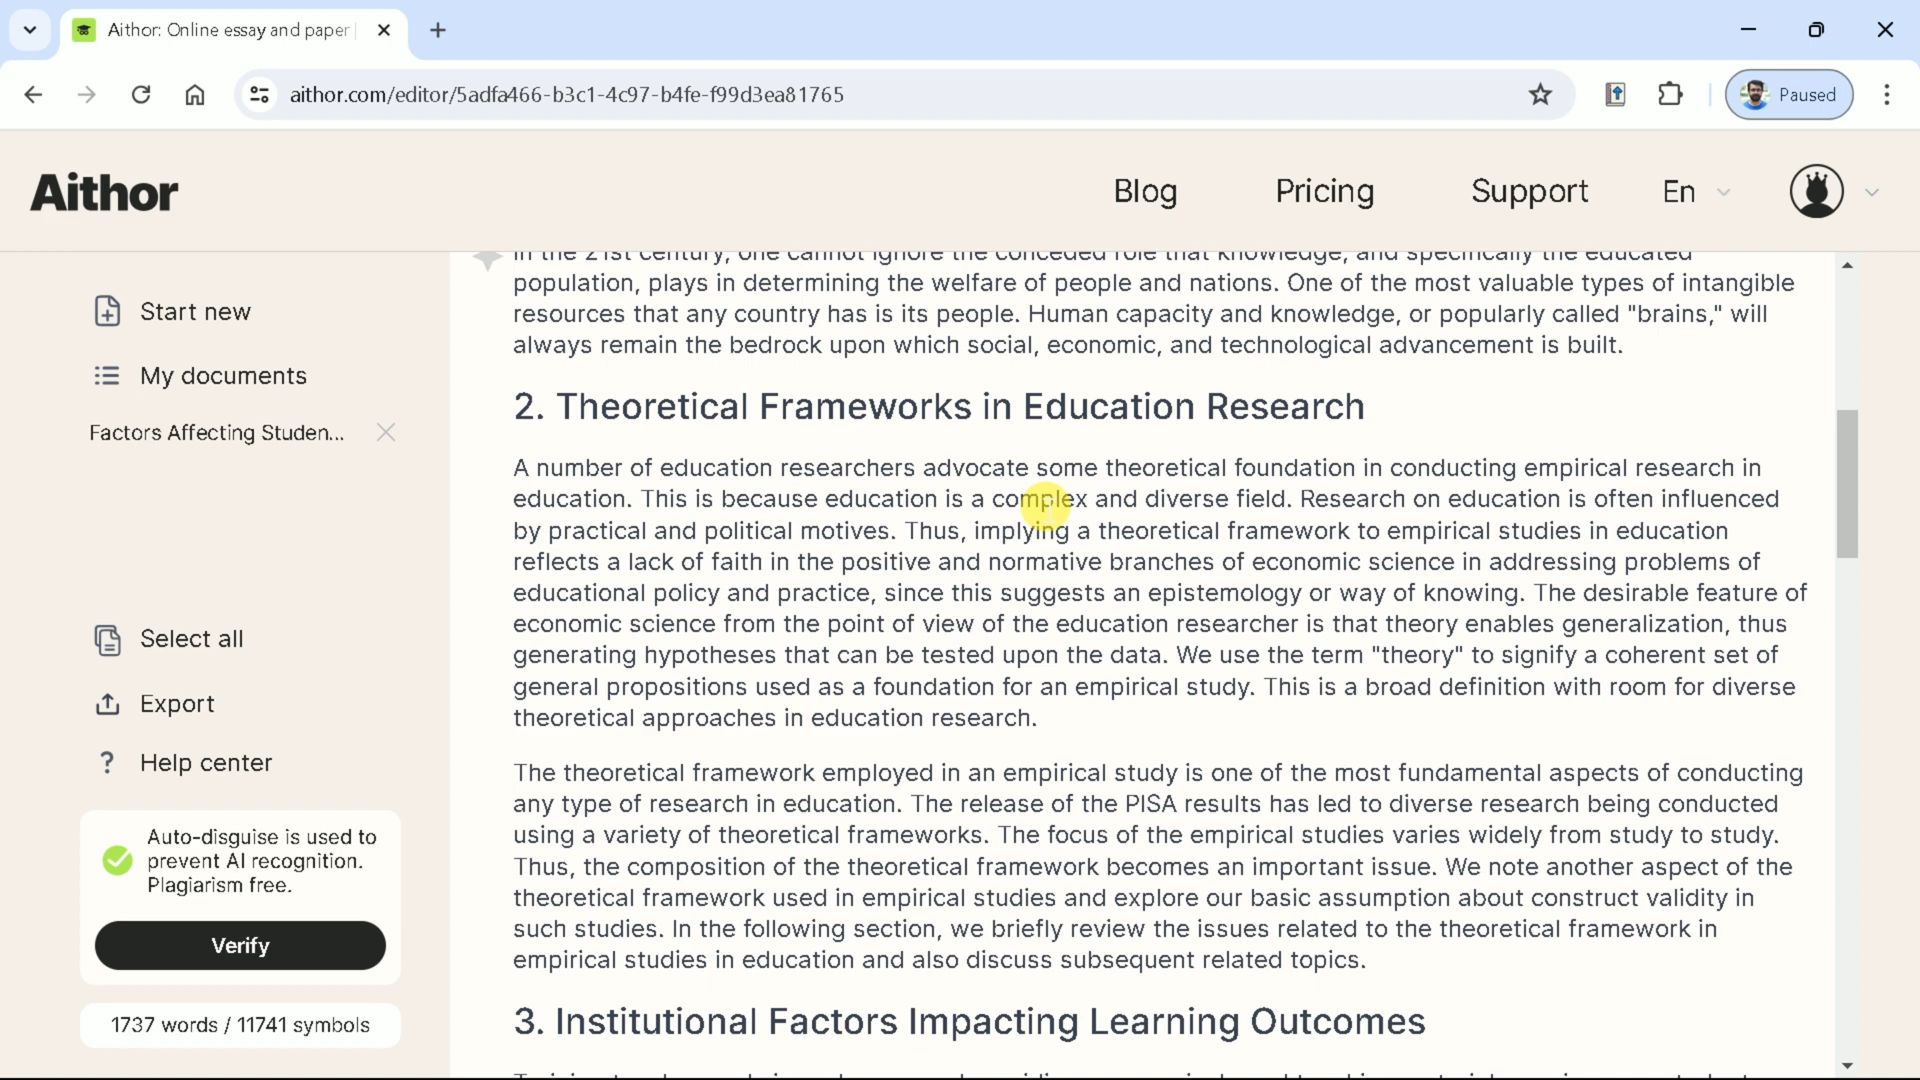 Aithor: Online essay and paper
aithor.com/editor/5adfa466-b3c1-4c97-b4fe-f99d3ea81765
Paused
Aithor
Blog
Pricing
Support
En
Start new
My documents
Factors Affecting Studen...
Select all
Export
Help center
Auto-disguise is used to
prevent AI recognition.
Plagiarism free.
Verify
1737 words / 11741 symbols
In the 21st century, one cannot ignore the conceded role that knowledge, and specifically the educated
population, plays in determining the welfare of people and nations. One of the most valuable types of intangible
resources that any country has is its people. Human capacity and knowledge, or popularly called "brains," will
always remain the bedrock upon which social, economic, and technological advancement is built.
2. Theoretical Frameworks in Education Research
A number of education researchers advocate some theoretical foundation in conducting empirical research in
education. This is because education is a complex and diverse field. Research on education is often influenced
by practical and political motives. Thus, implying a theoretical framework to empirical studies in education
reflects a lack of faith in the positive and normative branches of economic science in addressing problems of
educational policy and practice, since this suggests an epistemology or way of knowing. The desirable feature of
economic science from the point of view of the education researcher is that theory enables generalization, thus
generating hypotheses that can be tested upon the data. We use the term "theory" to signify a coherent set of
general propositions used as a foundation for an empirical study. This is a broad definition with room for diverse
theoretical approaches in education research.
The theoretical framework employed in an empirical study is one of the most fundamental aspects of conducting
any type of research in education. The release of the PISA results has led to diverse research being conducted
using a variety of theoretical frameworks. The focus of the empirical studies varies widely from study to study.
Thus, the composition of the theoretical framework becomes an important issue. We note another aspect of the
theoretical framework used in empirical studies and explore our basic assumption about construct validity in
such studies. In the following section, we briefly review the issues related to the theoretical framework in
empirical studies in education and also discuss subsequent related topics.
3. Institutional Factors Impacting Learning Outcomes